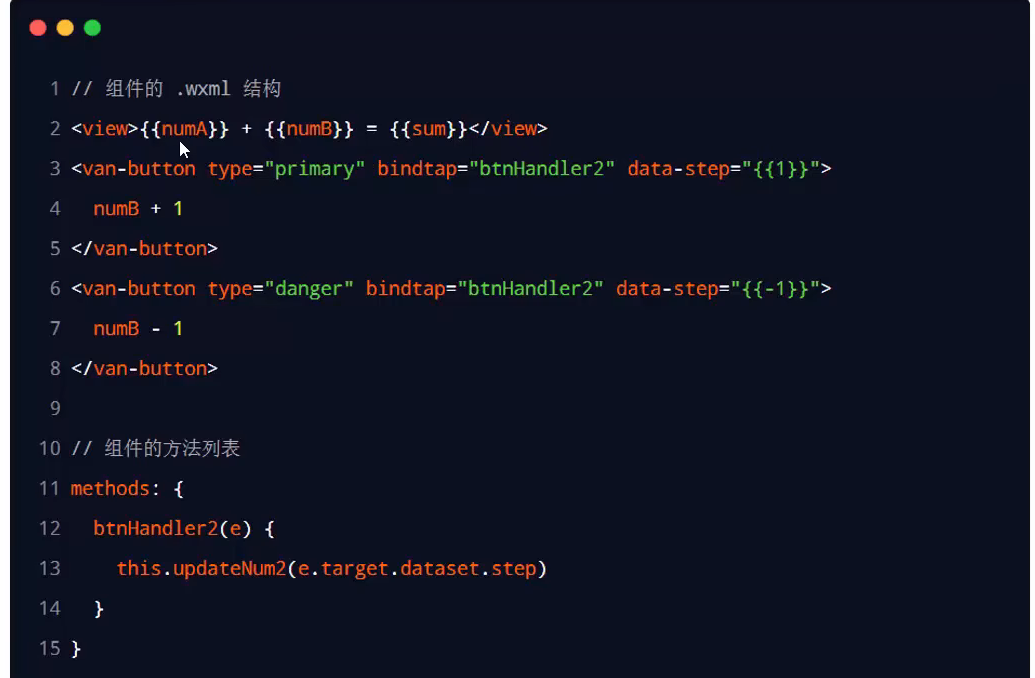 1 // 组件的 .wxml 结构
2 <view>{{numA}} + {{numB}} = {{sum}}</view>
3 <van-button type="primary" bindtap="btnHandler2" data-step="{{1}}">
4   numB + 1
5 </van-button>
6 <van-button type="danger" bindtap="btnHandler2" data-step="{{-1}}">
7   numB - 1
8 </van-button>
9
10 // 组件的方法列表
11 methods: {
12   btnHandler2(e) {
13     this.updateNum2(e.target.dataset.step)
14   }
15 }